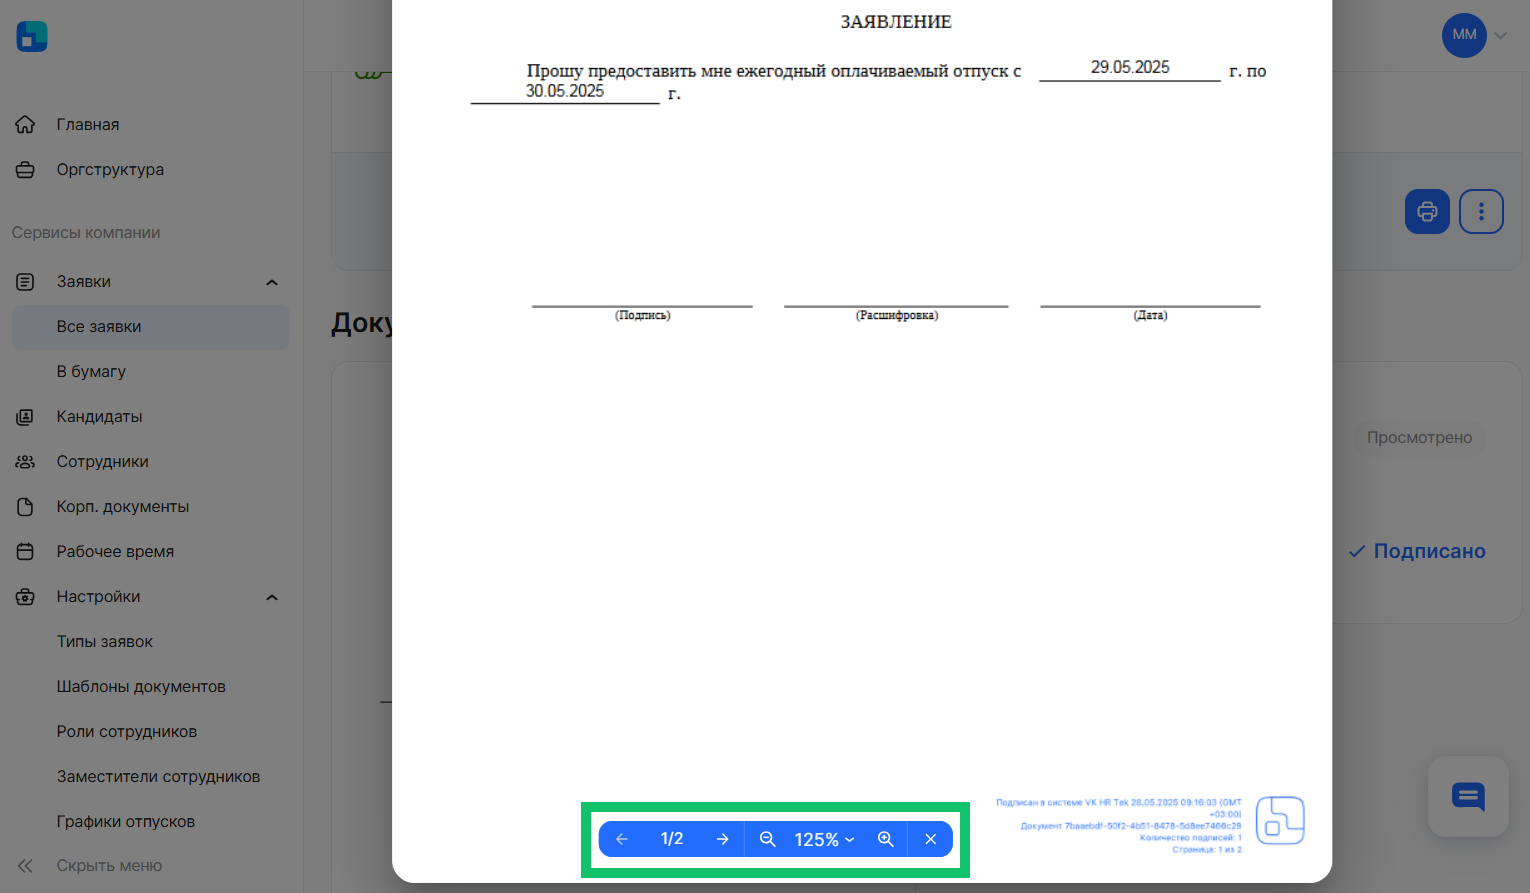 MM
Главная
Оргструктура
Сервисы компании
Заявки
Все заявки
В бумагу
Кандидаты
Сотрудники
Корп. документы
Рабочее время
Настройки
Типы заявок
Шаблоны документов
Роли сотрудников
Заместители сотрудников
Графики отпусков
Скрыть меню
Доку
ЗАЯВЛЕНИЕ
Прошу предоставить мне ежегодный оплачиваемый отпуск с 29.05.2025 г. по
30.05.2025 г.
(Подпись) (Расшифровка) (Дата)
Просмотрено
Подписано
Подписан в системе VK HR Tek 28.05.2025 09:16:03 (GMT
+03:00)
Документ 7baaebdf-50f2-4b51-8478-5d8ee7466c29
Количество подписей: 1
Страница: 1 из 2
1/2 125%